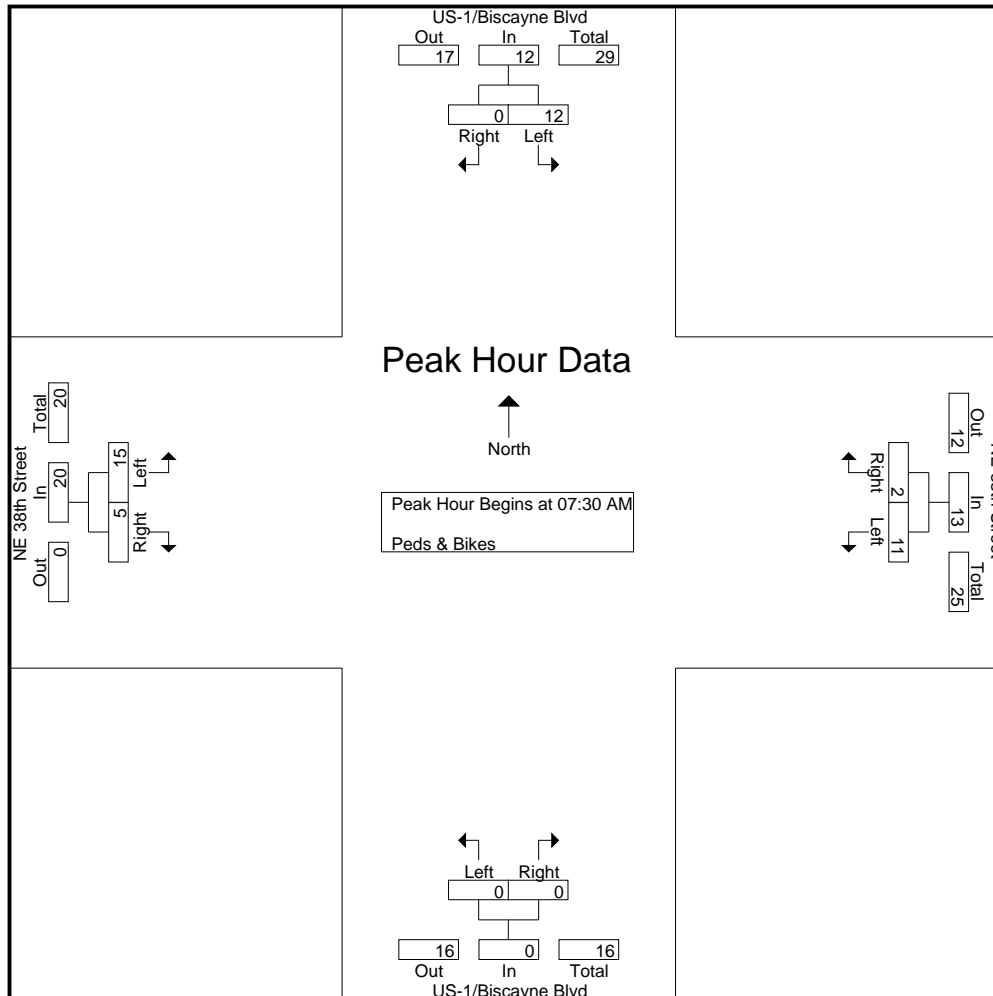 US-1/Biscayne Blvd
Out In Total
17 12 29
0 12
Right Left
Peak Hour Data
North
Peak Hour Begins at 07:30 AM
Peds & Bikes
NE 38th Street
Total In Out
20 20 0
15 5
Left Right
Out In Total
12 13 25
Right Left
2 11
Left Right
0 0
16 0 16
Out In Total
US-1/Biscayne Blvd